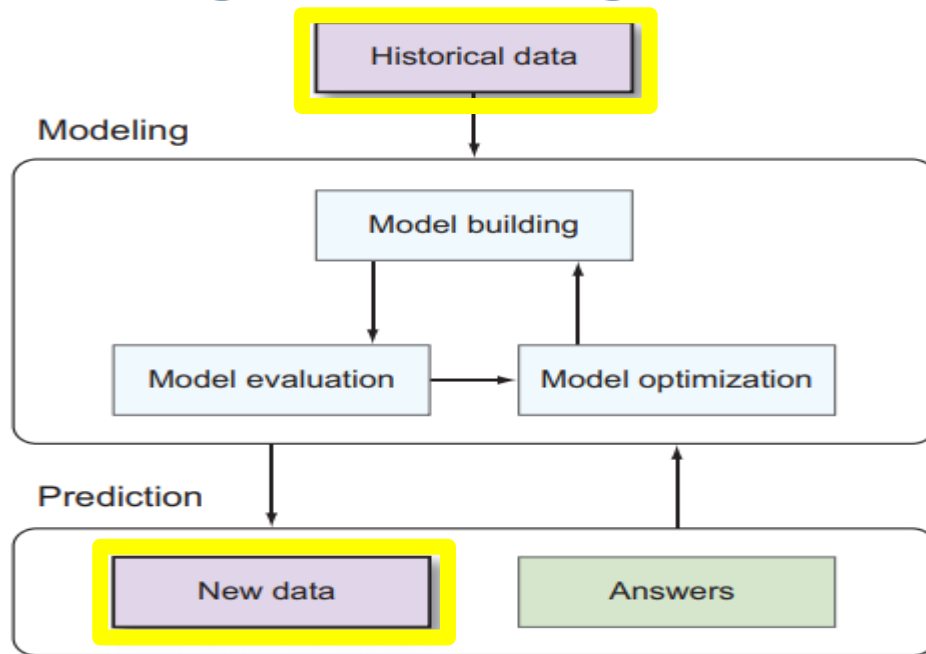 Historical data
Modeling
Model building
Model evaluation
Model optimization
Prediction
New data
Answers